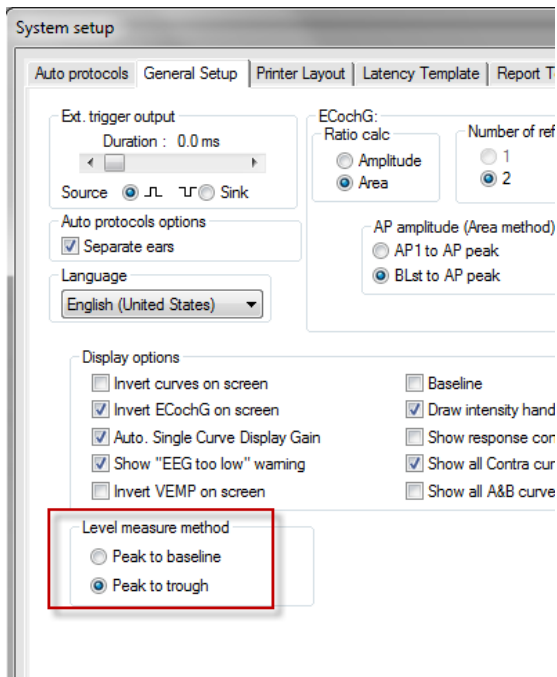 System setup
Auto protocols General Setup Printer Layout Latency Template Report T
Ext. trigger output
Duration : 0.0 ms
Source Sink
Auto protocols options
Separate ears
Language
English (United States)
ECochG:
Ratio calc
Amplitude
Area
Number of ref
1
2
AP amplitude (Area method)
AP1 to AP peak
BLst to AP peak
Display options
Invert curves on screen
Invert ECochG on screen
Auto. Single Curve Display Gain
Show "EEG too low" warning
Invert VEMP on screen
Baseline
Draw intensity hand
Show response con
Show all Contra cur
Show all A&B curve
Level measure method
Peak to baseline
Peak to trough